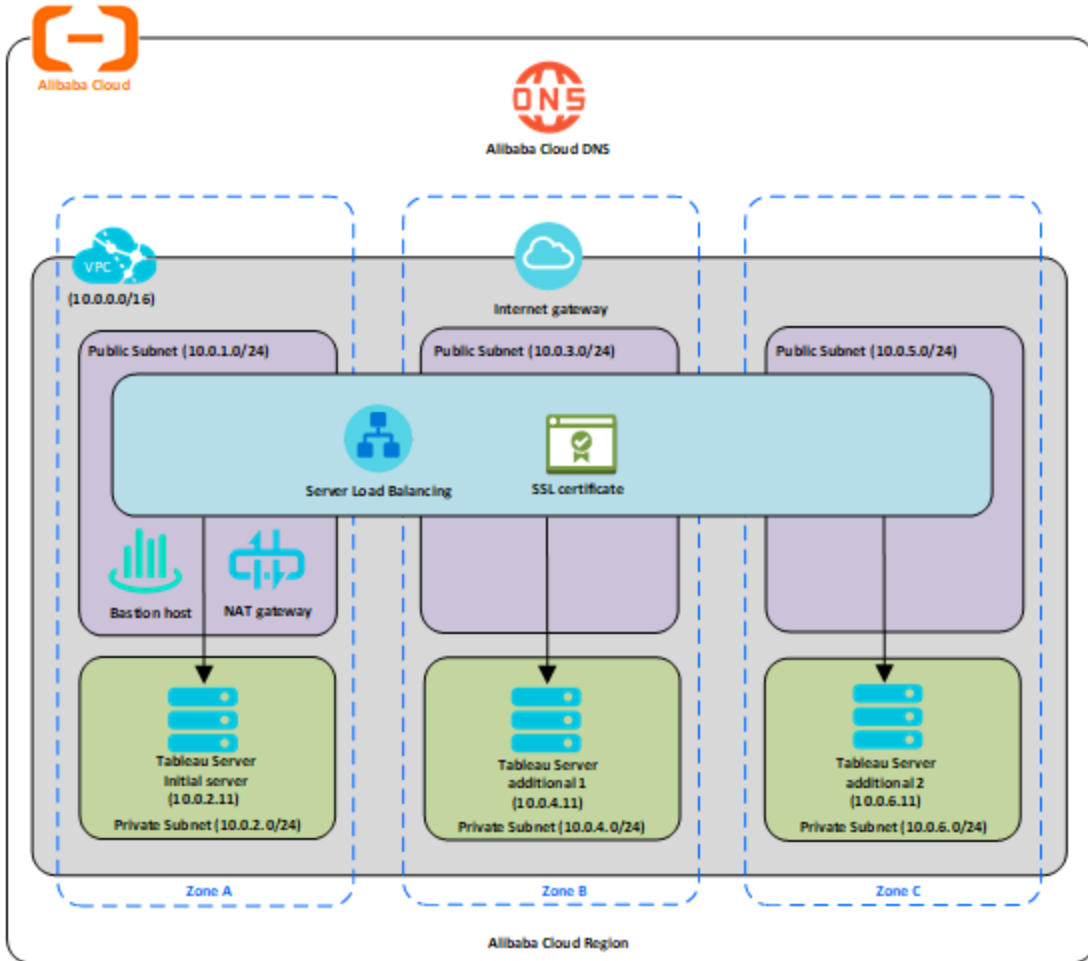 Alibaba Cloud
DNS
Alibaba Cloud DNS
VPC
(10.0.0.0/16)
Internet gateway
Public Subnet (10.0.1.0/24)
Public Subnet (10.0.3.0/24)
Public Subnet (10.0.5.0/24)
Server Load Balancing
SSL certificate
Bastion host
NAT gateway
Tableau Server
Initial server
(10.0.2.11)
Private Subnet (10.0.2.0/24)
Tableau Server
additional 1
(10.0.4.11)
Private Subnet (10.0.4.0/24)
Tableau Server
additional 2
(10.0.6.11)
Private Subnet (10.0.6.0/24)
Zone A
Zone B
Zone C
Alibaba Cloud Region